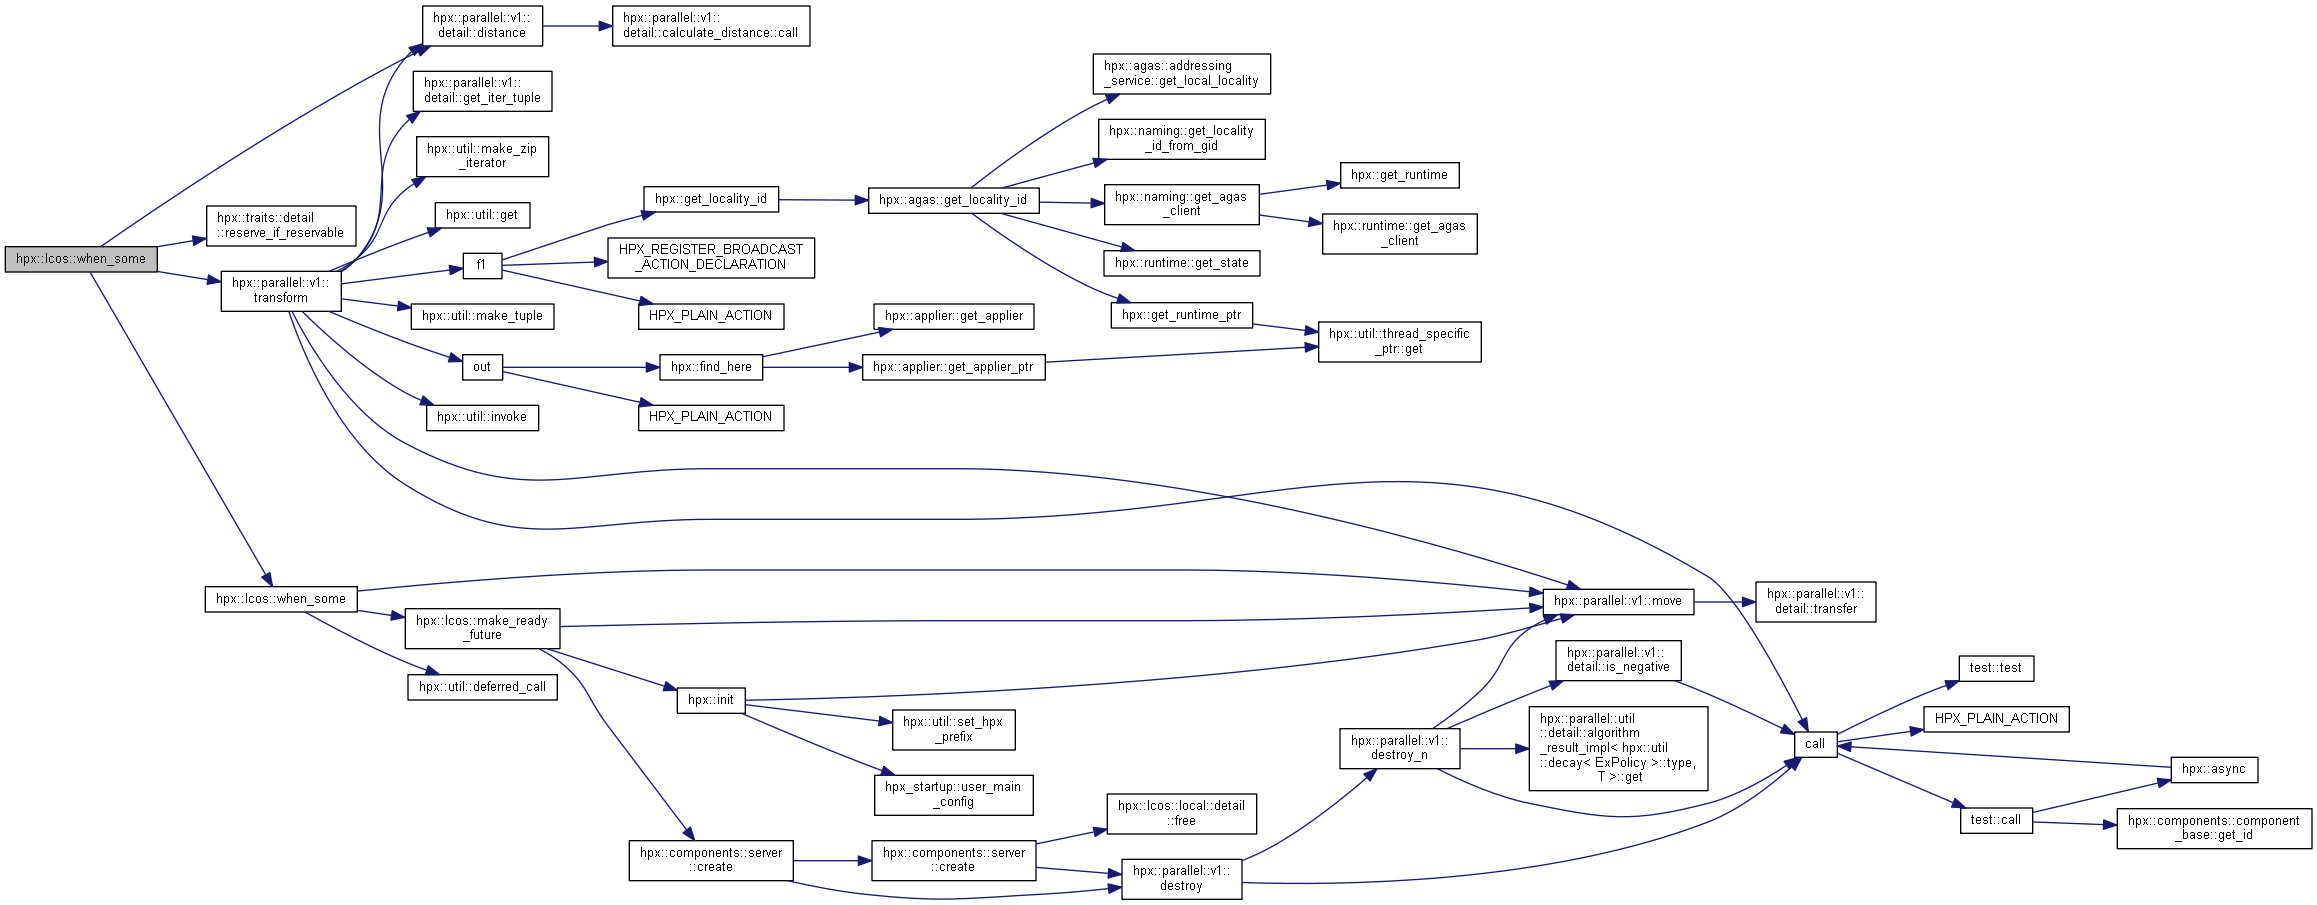 hpx::parallel::v1::
detail::distance
hpx::parallel::v1::
detail::calculate_distance::call
hpx::parallel::v1::
detail::get_iter_tuple
hpx::agas::addressing
_service::get_local_locality
hpx::util::make_zip
_iterator
hpx::naming::get_locality
_id_from_gid
hpx::get_runtime
hpx::get_locality_id
hpx::agas::get_locality_id
hpx::naming::get_agas
_client
hpx::traits::detail
::reserve_if_reservable
hpx::util::get
hpx::runtime::get_agas
_client
hpx::lcos::when_some
f1
HPX_REGISTER_BROADCAST
_ACTION_DECLARATION
hpx::runtime::get_state
hpx::parallel::v1::
transform
hpx::util::make_tuple
HPX_PLAIN_ACTION
hpx::applier::get_applier
hpx::get_runtime_ptr
hpx::util::thread_specific
_ptr::get
out
hpx::find_here
hpx::applier::get_applier_ptr
hpx::util::invoke
HPX_PLAIN_ACTION
hpx::lcos::when_some
hpx::lcos::make_ready
_future
hpx::parallel::v1::move
hpx::parallel::v1::
detail::transfer
hpx::util::deferred_call
hpx::parallel::v1::
detail::is_negative
test::test
hpx::init
hpx::util::set_hpx
_prefix
hpx::parallel::v1::
destroy_n
hpx::parallel::util
::detail::algorithm
_result_impl< hpx::util
::decay< ExPolicy >::type,
T >::get
call
HPX_PLAIN_ACTION
hpx::async
hpx_startup::user_main
_config
hpx::lcos::local::detail
::free
test::call
hpx::components::component
_base::get_id
hpx::components::server
::create
hpx::components::server
::create
hpx::parallel::v1::
destroy